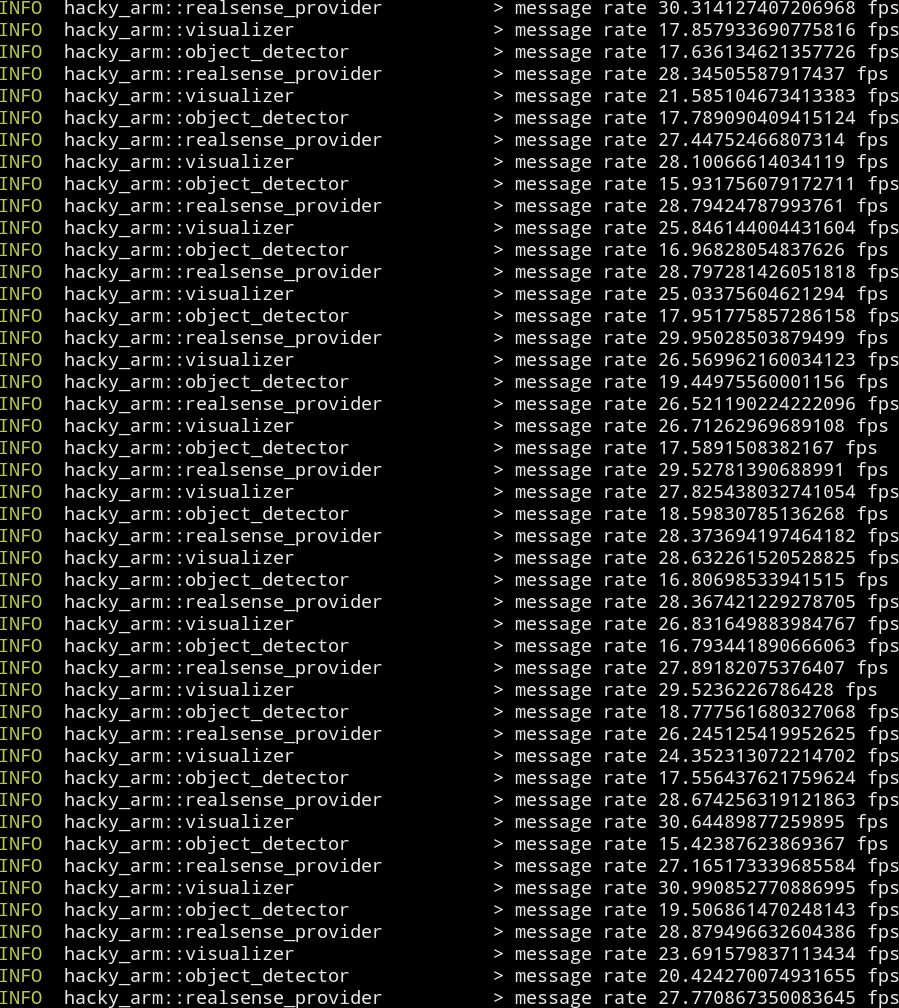 INFO hacky_arm::realsense_provider > message rate 30.314127407206968 fps
INFO hacky_arm::visualizer > message rate 17.857933690775816 fps
INFO hacky_arm::object_detector > message rate 17.636134621357726 fps
INFO hacky_arm::realsense_provider > message rate 28.34505587917437 fps
INFO hacky_arm::visualizer > message rate 21.585104673413383 fps
INFO hacky_arm::object_detector > message rate 17.789090409415124 fps
INFO hacky_arm::realsense_provider > message rate 27.44752466807314 fps
INFO hacky_arm::visualizer > message rate 28.10066614034119 fps
INFO hacky_arm::object_detector > message rate 15.931756079172711 fps
INFO hacky_arm::realsense_provider > message rate 28.79424787993761 fps
INFO hacky_arm::visualizer > message rate 25.846144004431604 fps
INFO hacky_arm::object_detector > message rate 16.96828054837626 fps
INFO hacky_arm::realsense_provider > message rate 28.797281426051818 fps
INFO hacky_arm::visualizer > message rate 25.03375604621294 fps
INFO hacky_arm::object_detector > message rate 17.951775857286158 fps
INFO hacky_arm::realsense_provider > message rate 29.95028503879499 fps
INFO hacky_arm::visualizer > message rate 26.569962160034123 fps
INFO hacky_arm::object_detector > message rate 19.44975560001156 fps
INFO hacky_arm::realsense_provider > message rate 26.521190224222096 fps
INFO hacky_arm::visualizer > message rate 26.71262969689108 fps
INFO hacky_arm::object_detector > message rate 17.5891508382167 fps
INFO hacky_arm::realsense_provider > message rate 29.52781390688991 fps
INFO hacky_arm::visualizer > message rate 27.825438032741054 fps
INFO hacky_arm::object_detector > message rate 18.59830785136268 fps
INFO hacky_arm::realsense_provider > message rate 28.373694197464182 fps
INFO hacky_arm::visualizer > message rate 28.632261520528825 fps
INFO hacky_arm::object_detector > message rate 16.80698533941515 fps
INFO hacky_arm::realsense_provider > message rate 28.367421229278705 fps
INFO hacky_arm::visualizer > message rate 26.831649883984767 fps
INFO hacky_arm::object_detector > message rate 16.793441890666063 fps
INFO hacky_arm::realsense_provider > message rate 27.89182075376407 fps
INFO hacky_arm::visualizer > message rate 29.5236226786428 fps
INFO hacky_arm::object_detector > message rate 18.777561680327068 fps
INFO hacky_arm::realsense_provider > message rate 26.245125419952625 fps
INFO hacky_arm::visualizer > message rate 24.352313072214702 fps
INFO hacky_arm::object_detector > message rate 17.556437621759624 fps
INFO hacky_arm::realsense_provider > message rate 28.674256319121863 fps
INFO hacky_arm::visualizer > message rate 30.64489877259895 fps
INFO hacky_arm::object_detector > message rate 15.42387623869367 fps
INFO hacky_arm::realsense_provider > message rate 27.165173339685584 fps
INFO hacky_arm::visualizer > message rate 30.990852770886995 fps
INFO hacky_arm::object_detector > message rate 19.506861470248143 fps
INFO hacky_arm::realsense_provider > message rate 28.879496632604386 fps
INFO hacky_arm::visualizer > message rate 23.691579837113434 fps
INFO hacky_arm::object_detector > message rate 20.424270074931655 fps
INFO hacky_arm::realsense_provider > message rate 27.770867350083645 fps